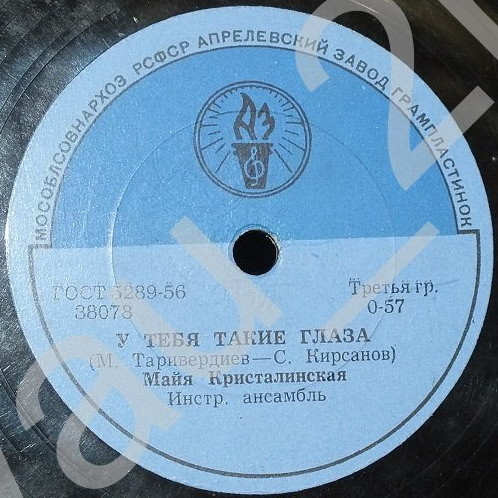 МОСОБЛСОВНАРХОЗ РСФСР АПРЕЛЕВСКИЙ ЗАВОД ГРАМПЛАСТИНОК
АЗ
ГОСТ 5289-56
38078
Третья гр.
0-57
У ТЕБЯ ТАКИЕ ГЛАЗА
(М. Таривердиев—С. Кирсанов)
Майя Кристалинская
Инстр. ансамбль